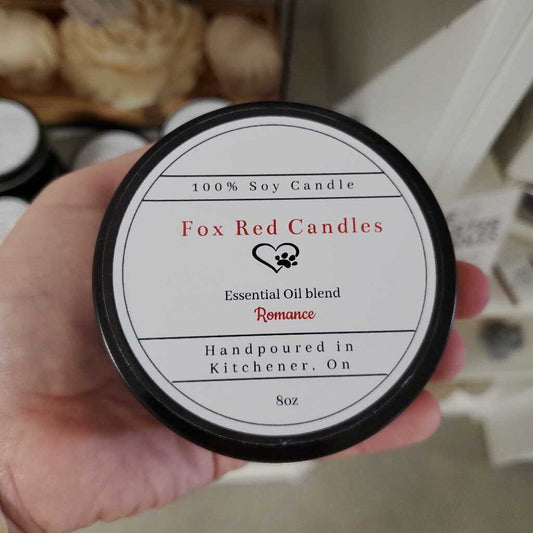 100% Soy Candle
Fox Red Candles
Essential Oil blend
Romance
Handpoured in
Kitchener, On
8oz